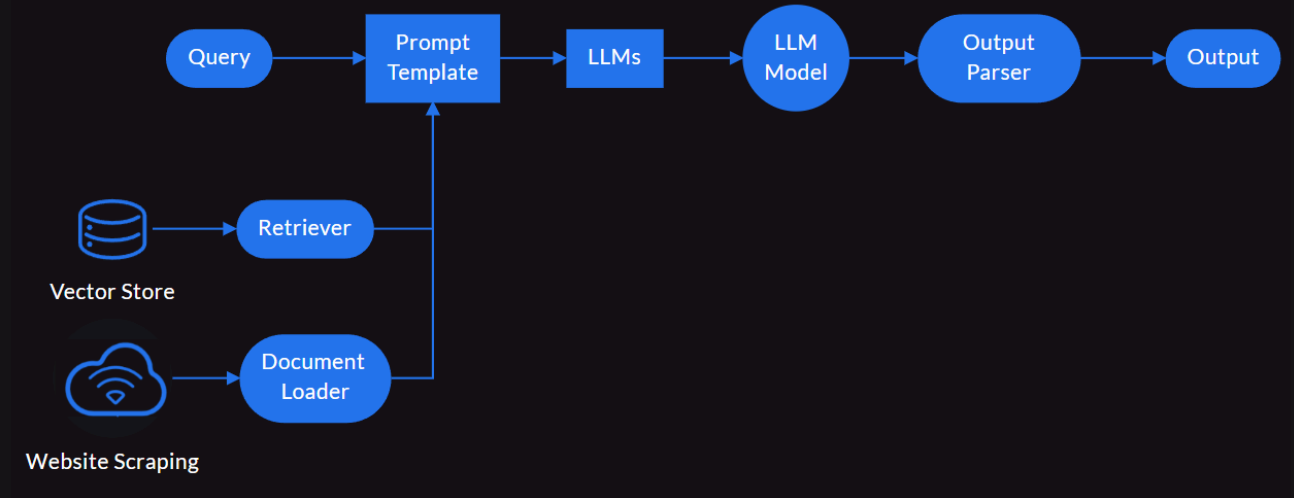 Query
Prompt
Template
LLMs
LLM
Model
Output
Parser
Output
Retriever
Vector Store
Document
Loader
Website Scraping